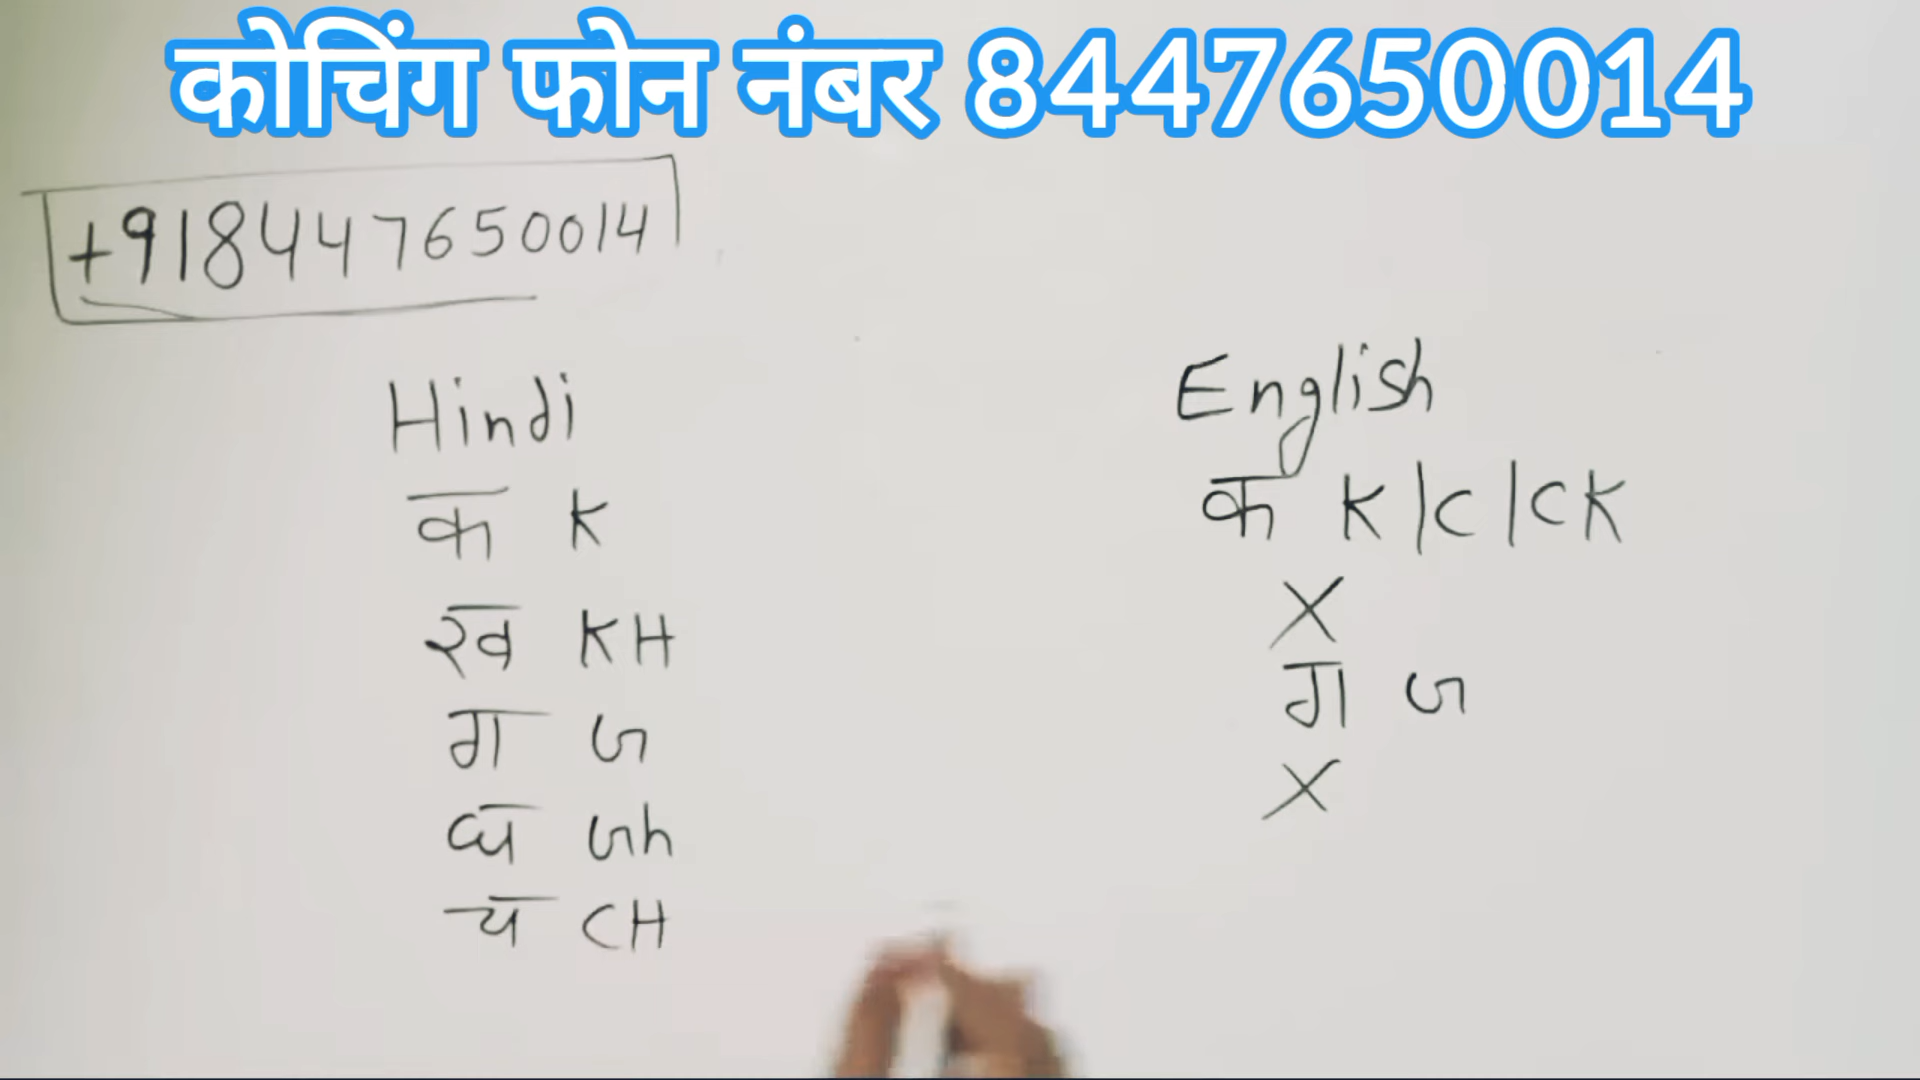 कोचिंग फोन नंबर 8447650014
+918447650014
Hindi
English
क K
क K/C/CK
ख KH
X
ग G
ग G
घ Gh
X
च CH